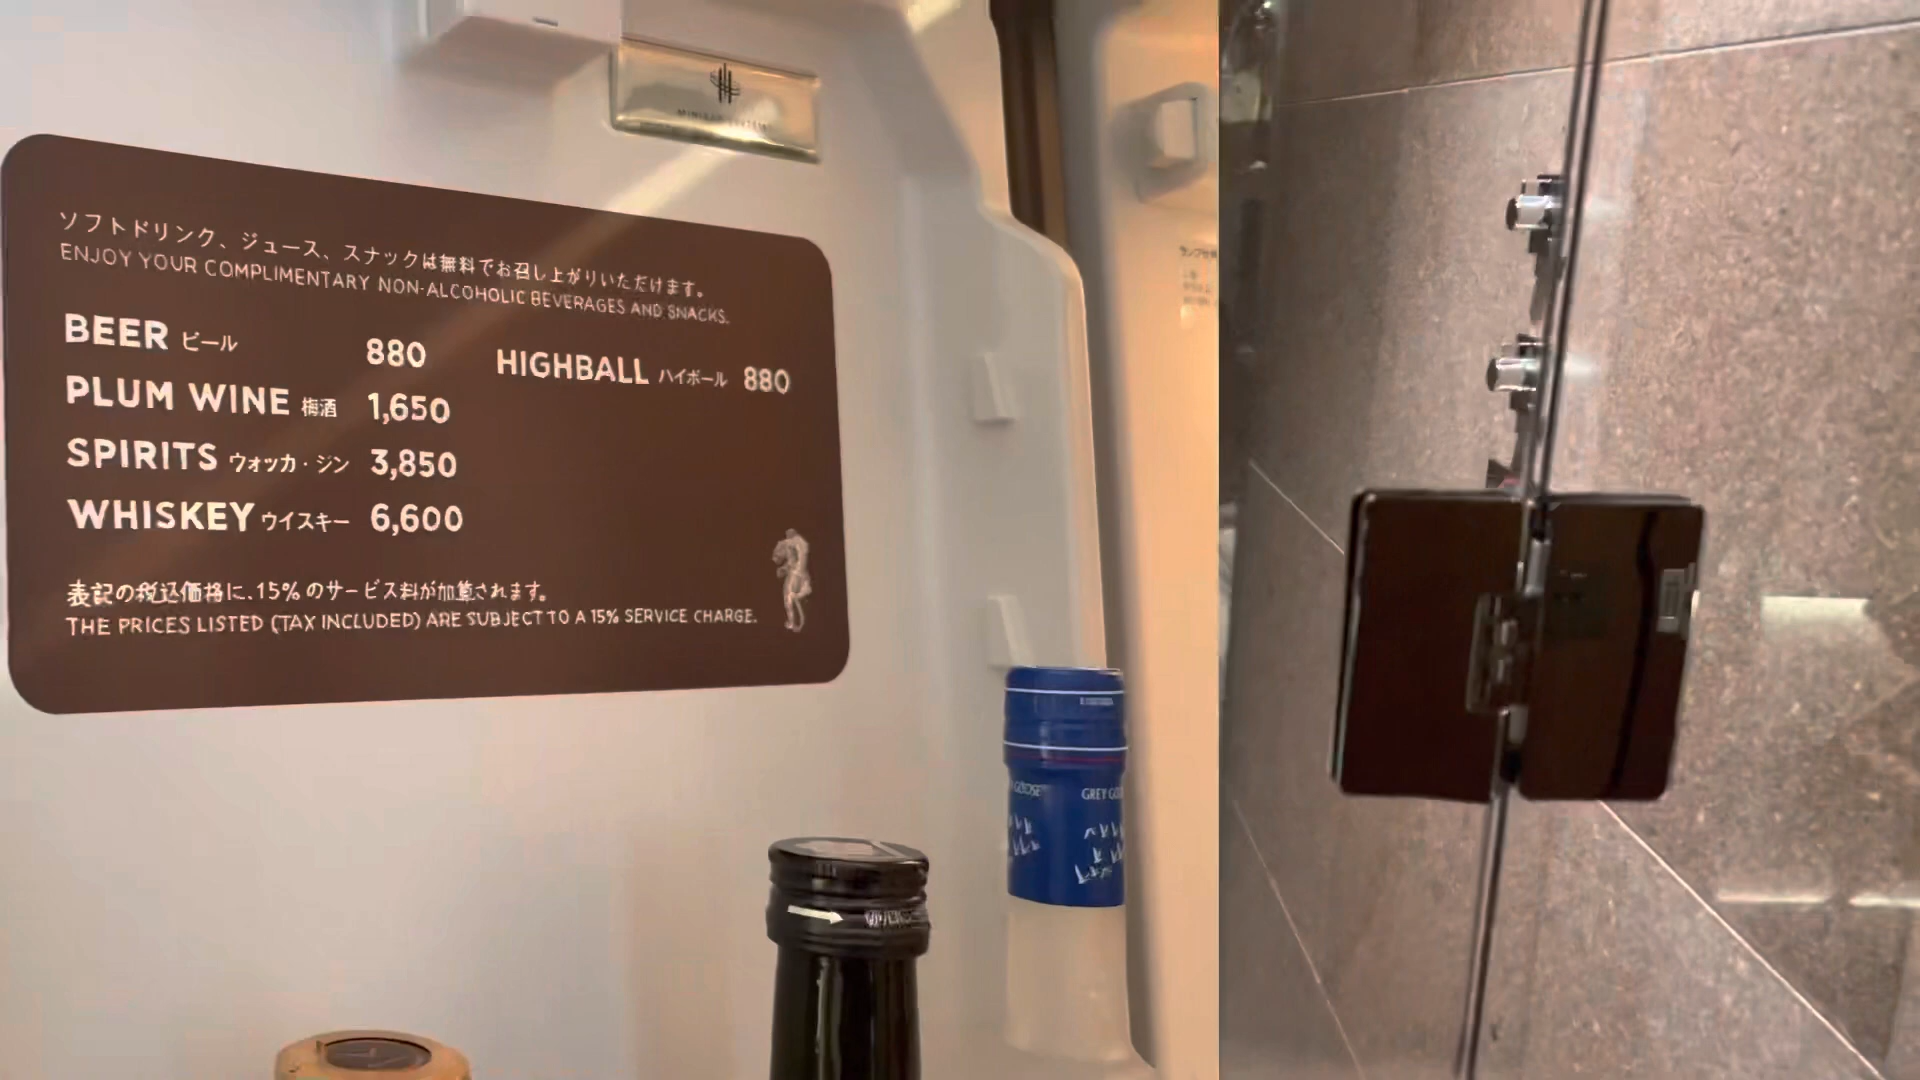 MINIBAR SYSTEM
ソフトドリンク、ジュース、スナックは無料でお召し上がりいただけます。
ENJOY YOUR COMPLIMENTARY NON-ALCOHOLIC BEVERAGES AND SNACKS.
BEER ビール 880
HIGHBALL ハイボール 880
PLUM WINE 梅酒 1,650
SPIRITS ウォッカ・ジン 3,850
WHISKEY ウイスキー 6,600
表記の税込価格に、15%のサービス料が加算されます。
THE PRICES LISTED (TAX INCLUDED) ARE SUBJECT TO A 15% SERVICE CHARGE.
GOOSE GREY